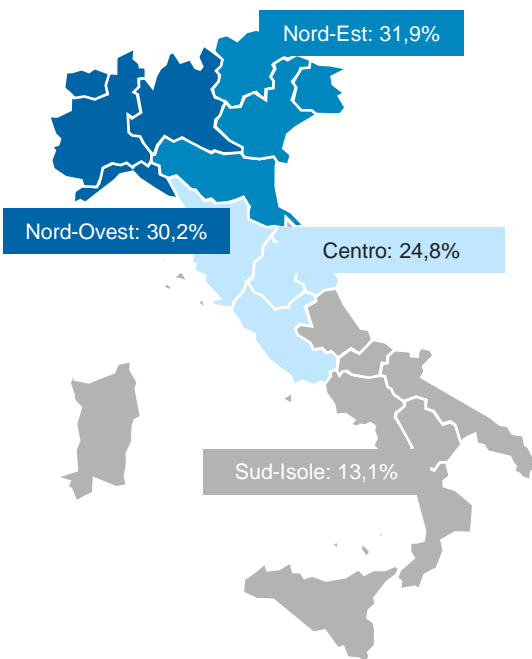 Nord-Est: 31,9%
Nord-Ovest: 30,2%
Centro: 24,8%
Sud-Isole: 13,1%